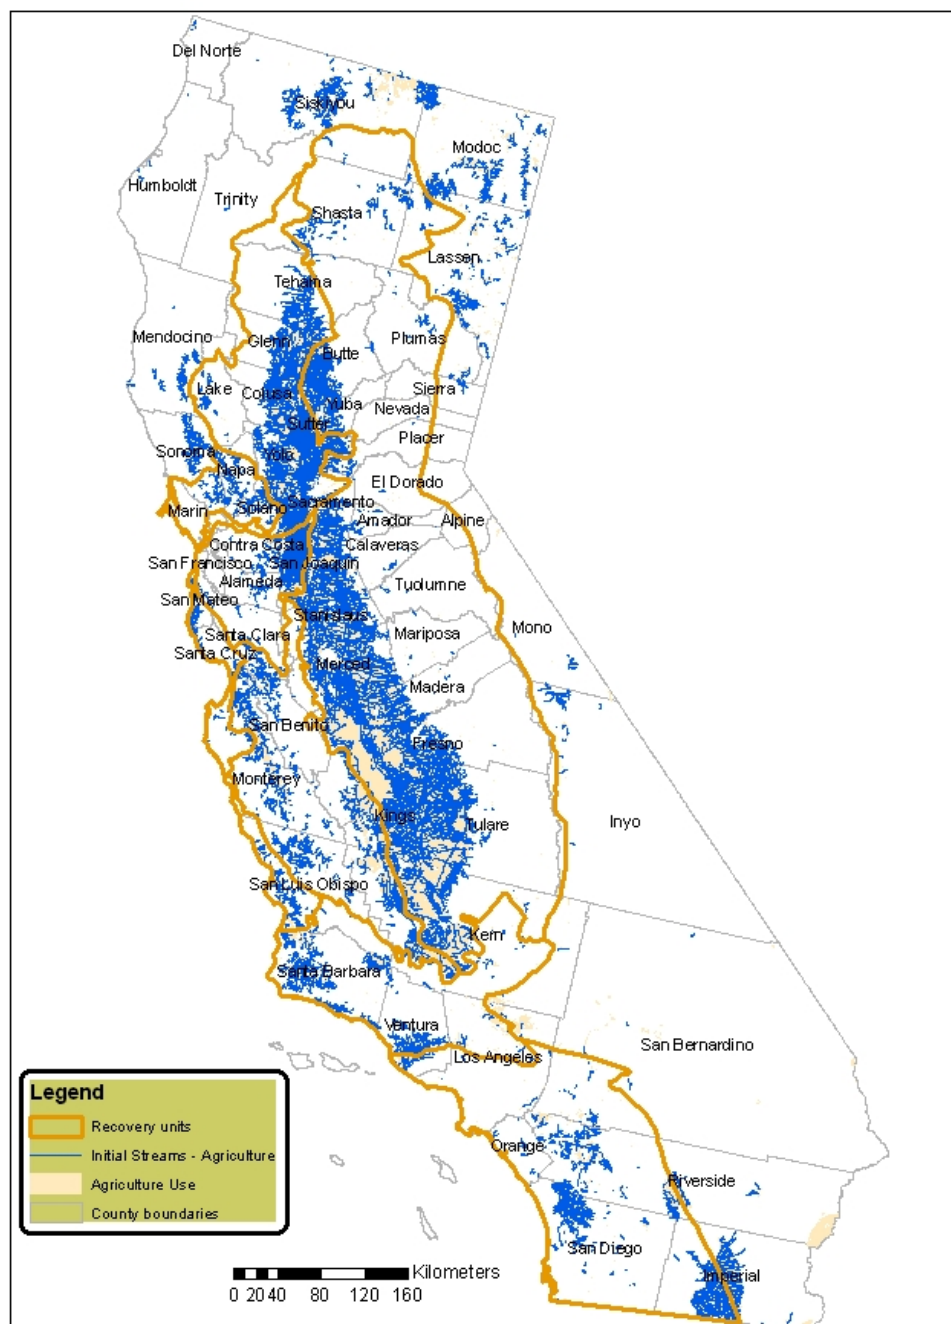 Del Norte
Siskiyou
Modoc
Humboldt
Trinity
Shasta
Lassen
Tehama
Mendocino
Glenn
Butte
Plumas
Lake
Colusa
Yuba
Sierra
Nevada
Sutter
Placer
Sonoma
Napa
Yolo
El Dorado
Marin
Solano
Sacramento
Amador
Alpine
Contra Costa
Calaveras
San Francisco
San Joaquin
Alameda
Tuolumne
San Mateo
Stanislaus
Mono
Santa Clara
Mariposa
Santa Cruz
Merced
Madera
San Benito
Fresno
Monterey
Kings
Tulare
Inyo
San Luis Obispo
Kern
Santa Barbara
Ventura
Los Angeles
San Bernardino
Orange
Riverside
San Diego
Imperial
Legend
Recovery units
Initial Streams - Agriculture
Agriculture Use
County boundaries
Kilometers
0 20 40 80 120 160